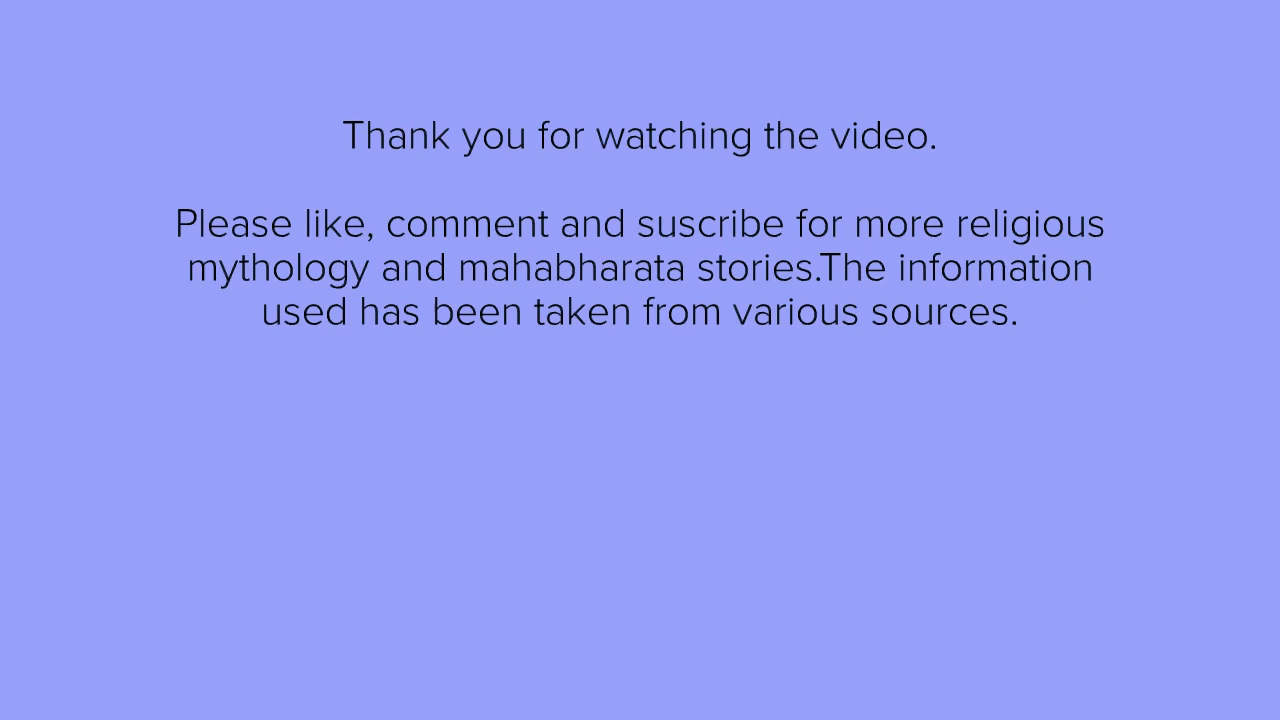 Thank you for watching the video.
Please like, comment and suscribe for more religious
mythology and mahabharata stories.The information
used has been taken from various sources.